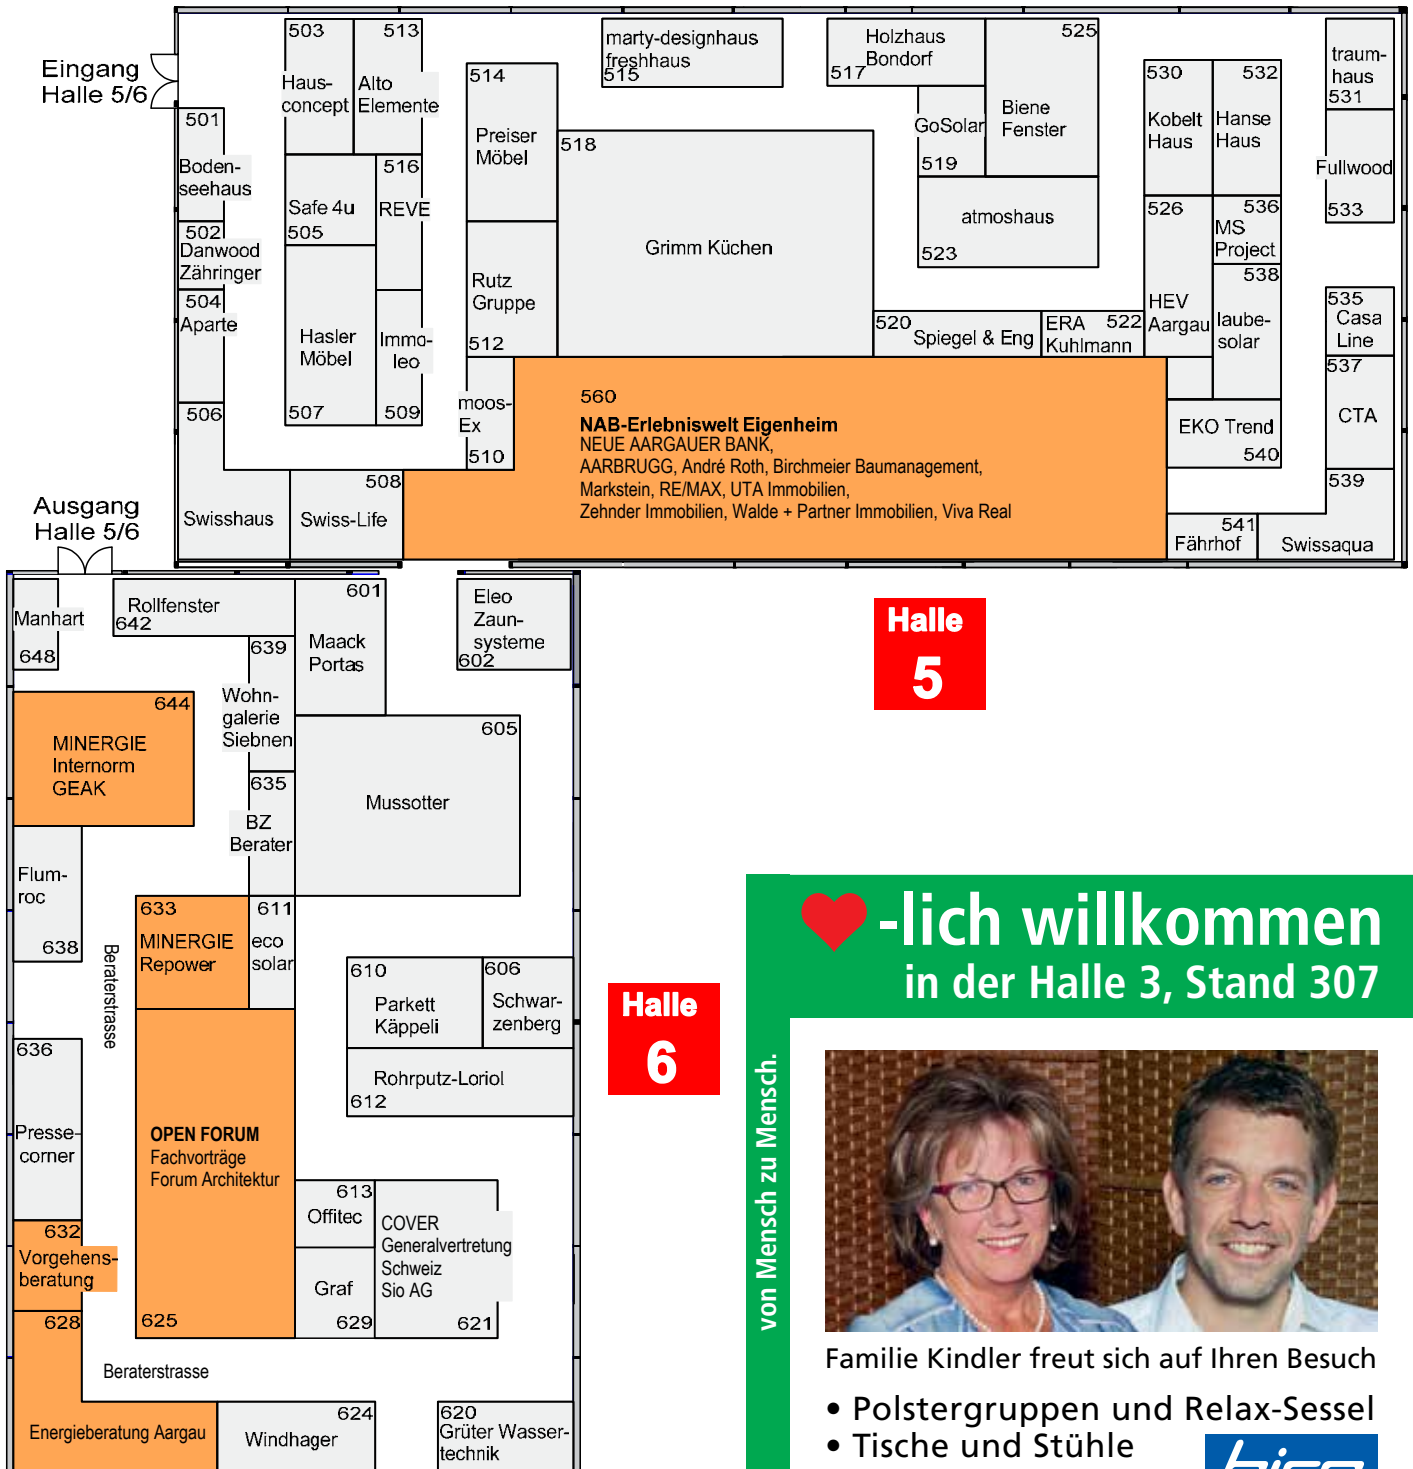 Eingang
Halle 5/6
501
Boden-
seehaus
502
Danwood
Zähringer
504
Aparte
506
Swisshaus
508
Swiss-Life
503
Haus-
concept
513
Alto
Elemente
Safe 4u
505
516
REVE
Hasler
Möbel
507
Immo-
leo
509
514
Preiser
Möbel
Rutz
Gruppe
512
moos-
Ex
510
marty-designhaus
freshhaus
515
518
Grimm Küchen
Holzhaus
Bondorf
517
GoSolar
519
525
Biene
Fenster
atmoshaus
523
520
Spiegel & Eng
ERA 522
Kuhlmann
530
Kobelt
Haus
532
Hanse
Haus
526
HEV
Aargau
536
MS
Project
538
laube-
solar
EKO Trend
540
traum-
haus
531
Fullwood
533
535
Casa
Line
537
CTA
539
Swissaqua
541
Fährhof
560
NAB-Erlebniswelt Eigenheim
NEUE AARGAUER BANK,
AARBRUGG, André Roth, Birchmeier Baumanagement,
Markstein, RE/MAX, UTA Immobilien,
Zehnder Immobilien, Walde + Partner Immobilien, Viva Real
Halle
5
Ausgang
Halle 5/6
Manhart
648
Rollfenster
642
601
Maack
Portas
Eleo
Zaun-
systeme
602
639
Wohn-
galerie
Siebnen
644
MINERGIE
Internorm
GEAK
605
Mussotter
635
BZ
Berater
Flum-
roc
638
Beraterstrasse
633
MINERGIE
Repower
611
eco
solar
610
Parkett
Käppeli
606
Schwar-
zenberg
Rohrputz-Loriol
612
636
Presse-
corner
OPEN FORUM
Fachvorträge
Forum Architektur
625
613
Offitec
COVER
Generalvertretung
Schweiz
Sio AG
621
Graf
629
632
Vorgehens-
beratung
628
Energieberatung Aargau
Beraterstrasse
624
Windhager
620
Grüter Wasser-
technik
Halle
6
-lich willkommen
in der Halle 3, Stand 307
von Mensch zu Mensch.
Familie Kindler freut sich auf Ihren Besuch
• Polstergruppen und Relax-Sessel
• Tische und Stühle